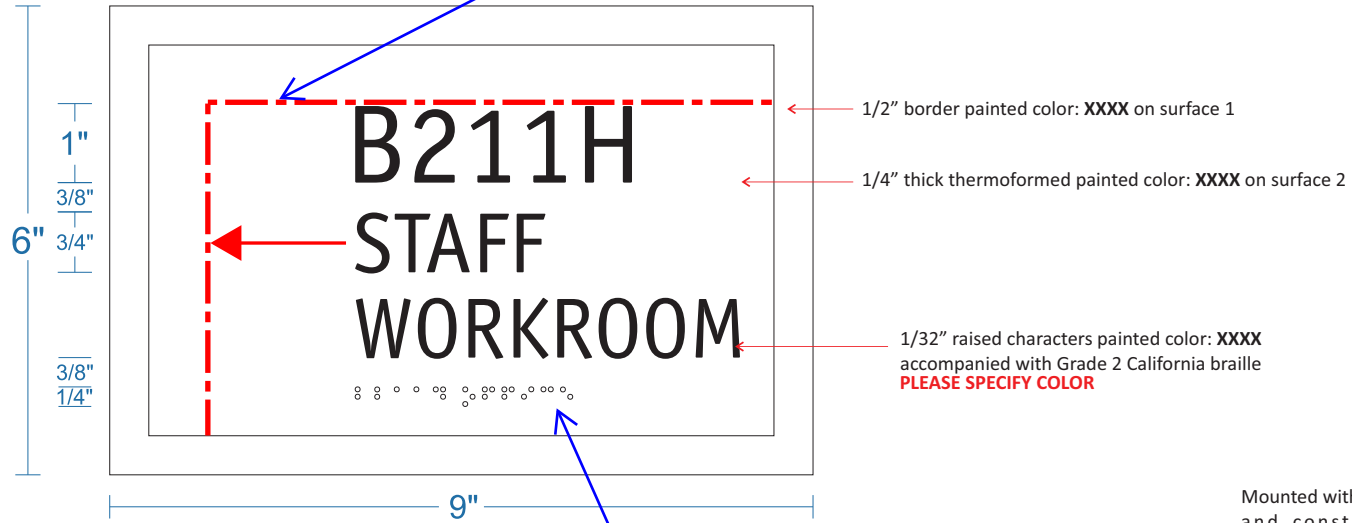 B211H
STAFF
WORKROOM
1"
3/8"
3/4"
6"
3/8"
1/4"
9"
1/2” border painted color: XXXX on surface 1
1/4” thick thermoformed painted color: XXXX on surface 2
1/32” raised characters painted color: XXXX
accompanied with Grade 2 California braille
PLEASE SPECIFY COLOR
Mounted with